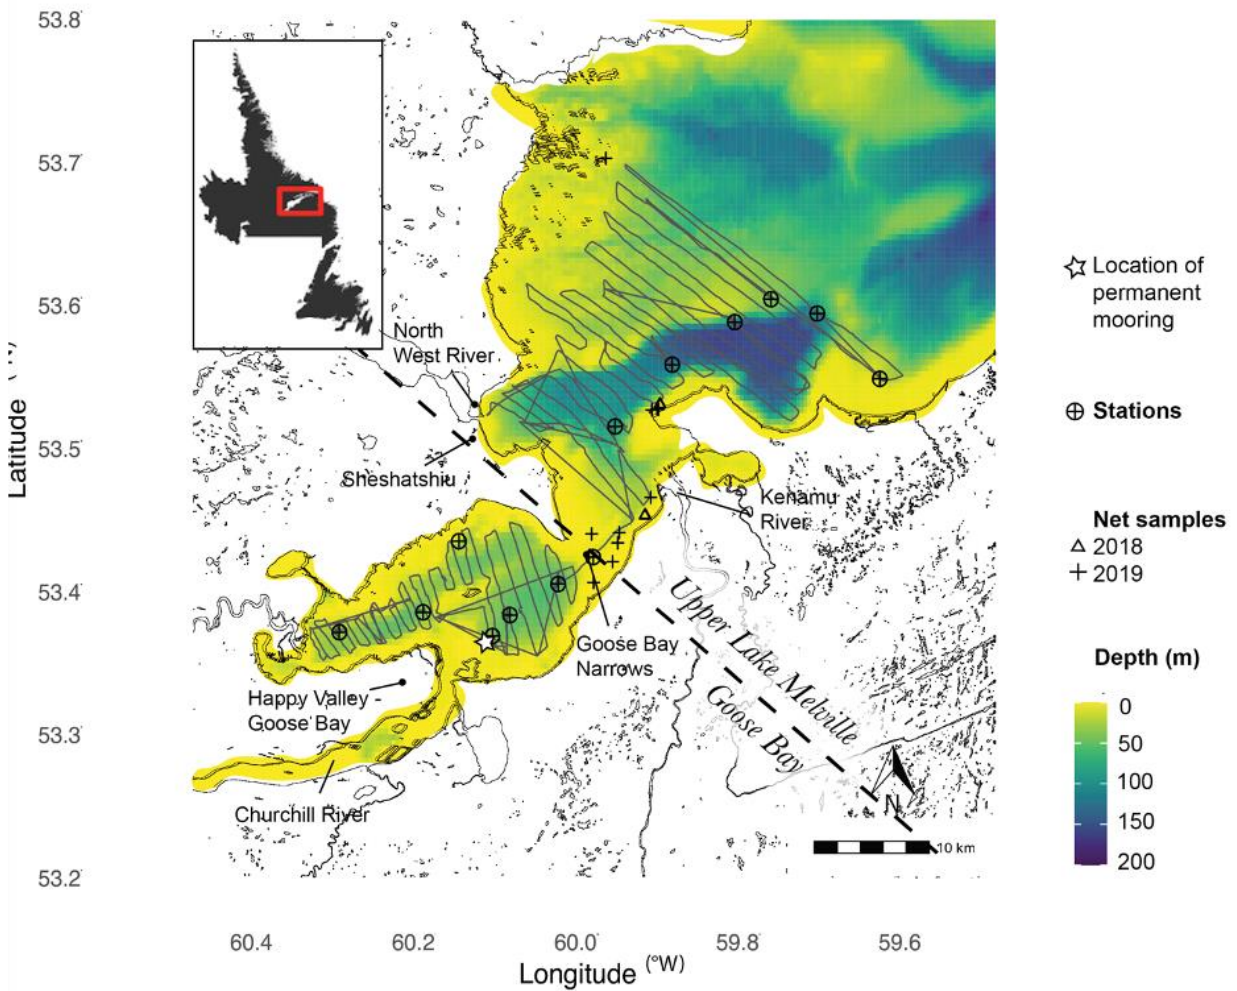 53.8
53.7
53.6
53.5
53.4
53.3
53.2
Latitude
60.4
60.2
60.0
59.8
59.6
Longitude (°W)
North
West River
Sheshatshiu
Kenamu
River
Goose Bay
Narrows
Happy Valley
Goose Bay
Churchill River
Upper Lake Melville
Goose Bay
N
10 km
Location of
permanent
mooring
Stations
Net samples
2018
2019
Depth (m)
0
50
100
150
200